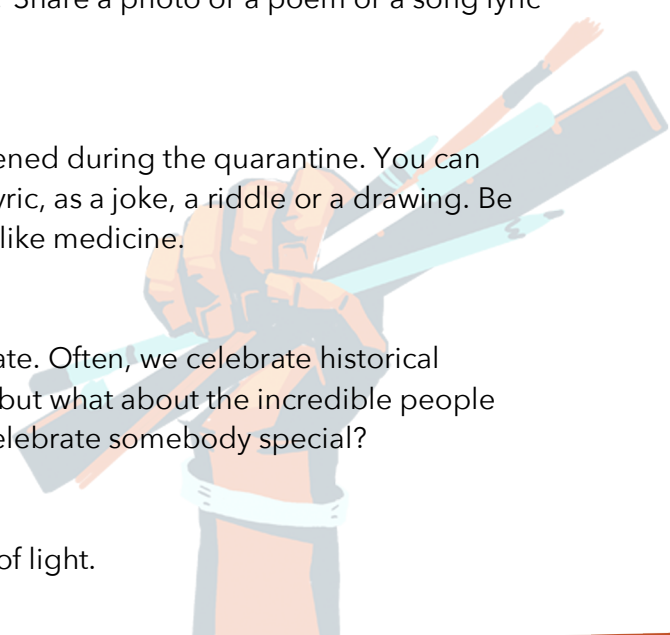 Share a photo or a poem or a song lyric
ened during the quarantine. You can
yric, as a joke, a riddle or a drawing. Be
like medicine.
ate. Often, we celebrate historical
but what about the incredible people
elebrate somebody special?
of light.